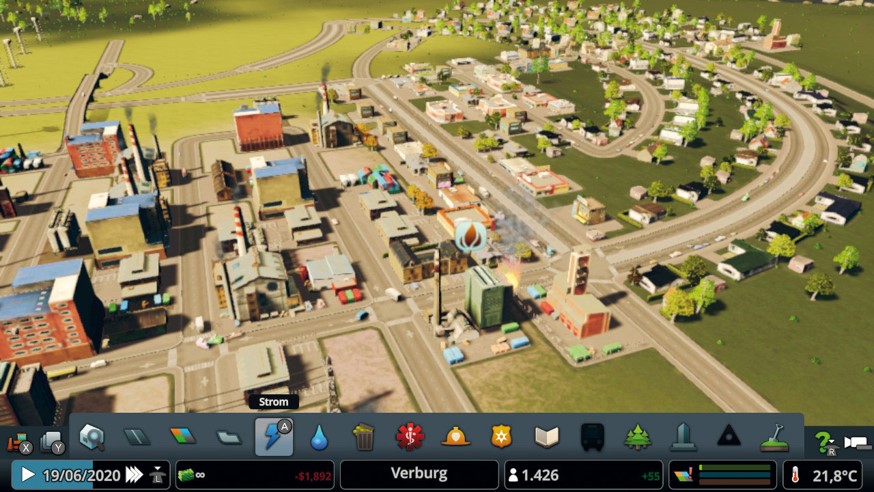 Strom
A
X
Y
R
L
19/06/2020
∞
-$1,892
Verburg
1.426
+55
21,8°C